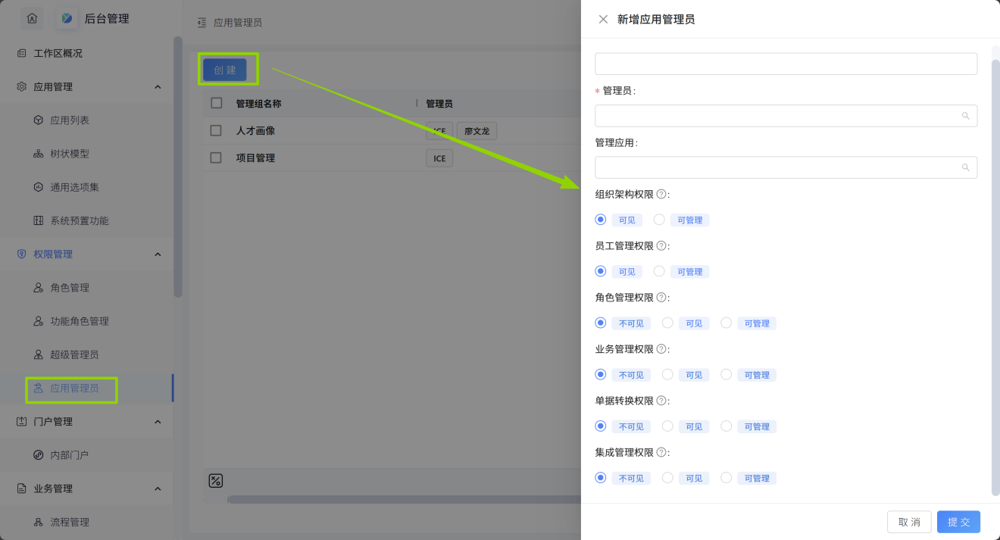 后台管理
工作区概况
应用管理
应用列表
树状模型
通用选项集
系统预置功能
权限管理
角色管理
功能角色管理
超级管理员
应用管理员
门户管理
内部门户
业务管理
流程管理
应用管理员
创 建
管理组名称 管理员
人才画像 ICE 廖文龙
项目管理 ICE
新增应用管理员
* 管理员:
管理应用:
组织架构权限 ? :
可见 可管理
员工管理权限 ? :
可见 可管理
角色管理权限 ? :
不可见 可见 可管理
业务管理权限 ? :
不可见 可见 可管理
单据转换权限 ? :
不可见 可见 可管理
集成管理权限 ? :
不可见 可见 可管理
取 消 提 交